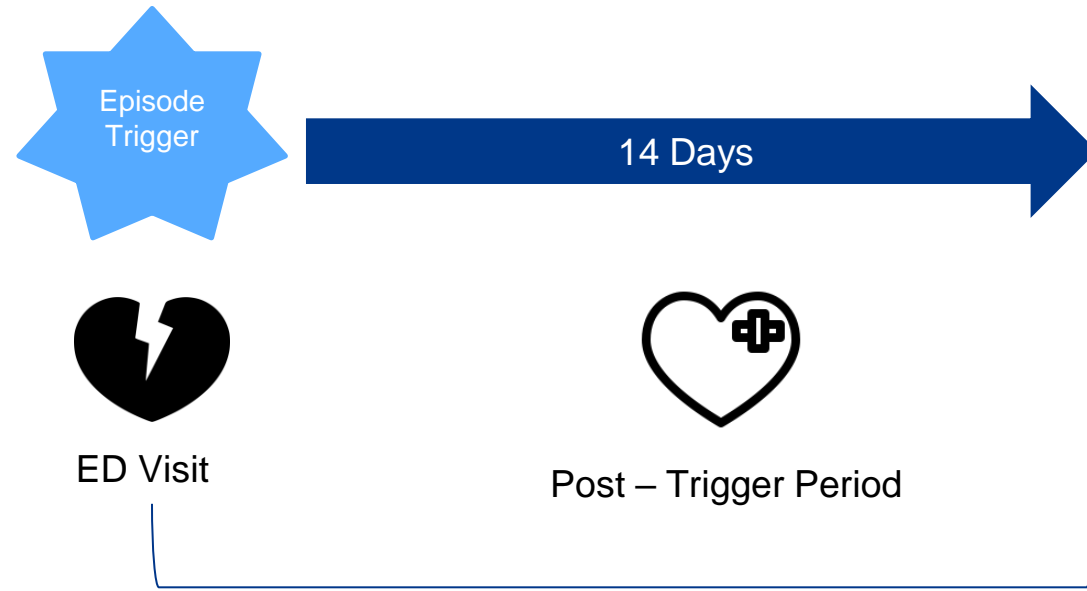 Episode
Trigger
14 Days
ED Visit
Post – Trigger Period